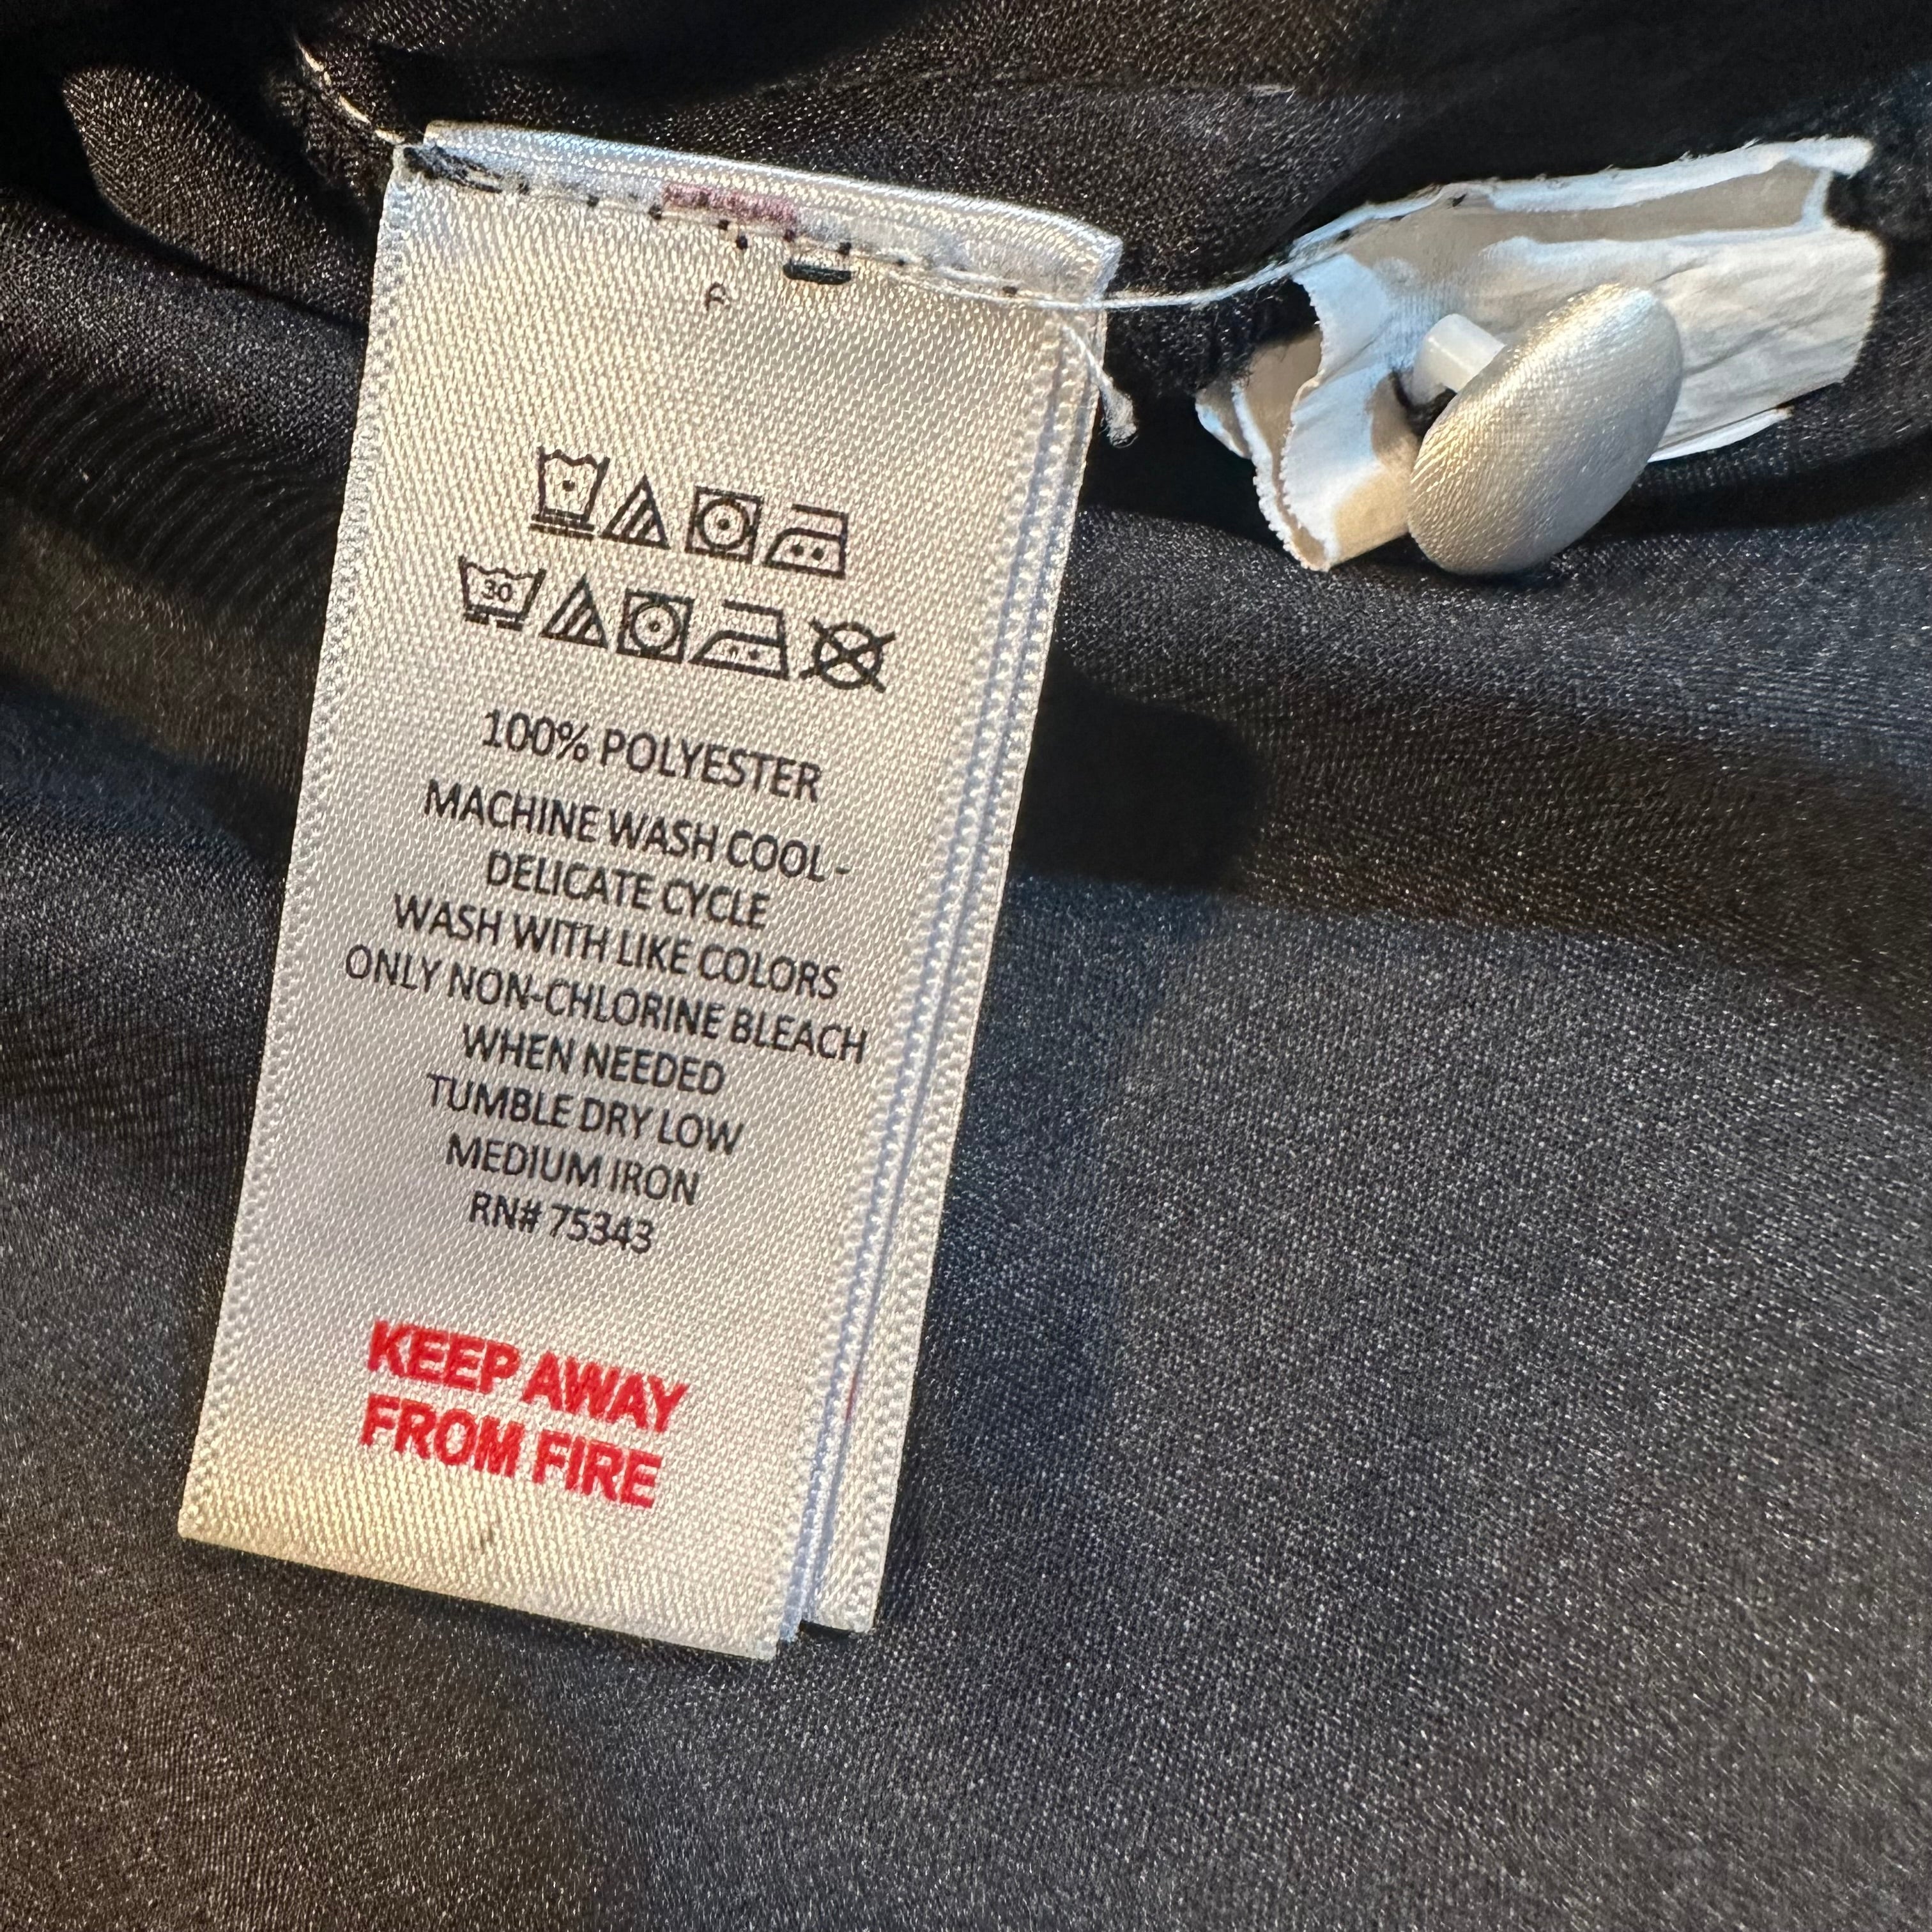 A
30
100% POLYESTER
MACHINE WASH COOL -
DELICATE CYCLE
WASH WITH LIKE COLORS
ONLY NON-CHLORINE BLEACH
WHEN NEEDED
TUMBLE DRY LOW
MEDIUM IRON
RN# 75343
KEEP AWAY
FROM FIRE